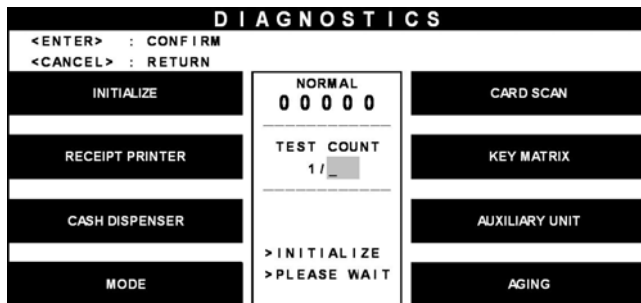 DIAGNOSTICS
<ENTER> : CONFIRM
<CANCEL> : RETURN
INITIALIZE
RECEIPT PRINTER
CASH DISPENSER
MODE
NORMAL
00000
TEST COUNT
1/_
>INITIALIZE
>PLEASE WAIT
CARD SCAN
KEY MATRIX
AUXILIARY UNIT
AGING